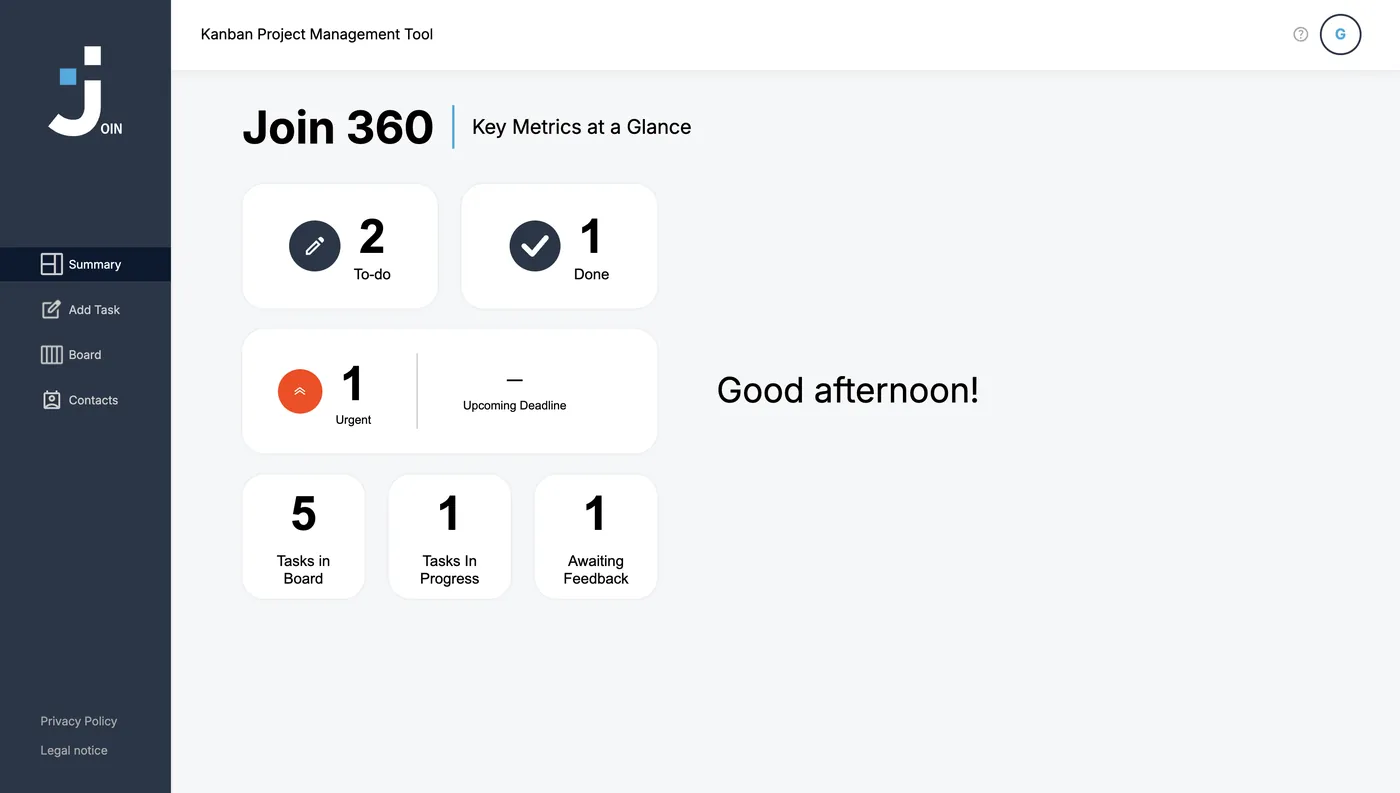 OIN
Kanban Project Management Tool
?
G
Join 360
Key Metrics at a Glance
Summary
Add Task
Board
Contacts
2
To-do
1
Done
1
Urgent
–
Upcoming Deadline
Good afternoon!
5
Tasks in
Board
1
Tasks In
Progress
1
Awaiting
Feedback
Privacy Policy
Legal notice